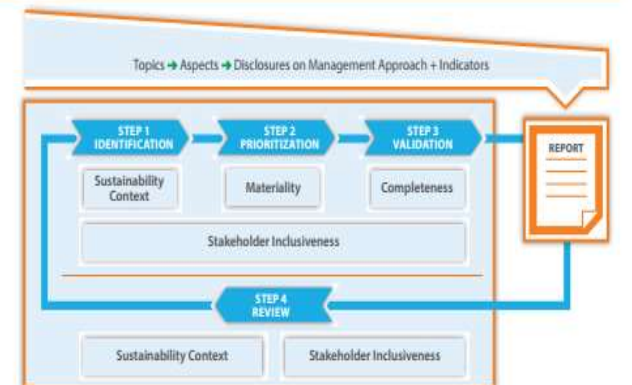 Topics ➔ Aspects ➔ Disclosures on Management Approach + Indicators
STEP 1
IDENTIFICATION
STEP 2
PRIORITIZATION
STEP 3
VALIDATION
REPORT
Sustainability
Context
Materiality
Completeness
Stakeholder Inclusiveness
STEP 4
REVIEW
Sustainability Context
Stakeholder Inclusiveness